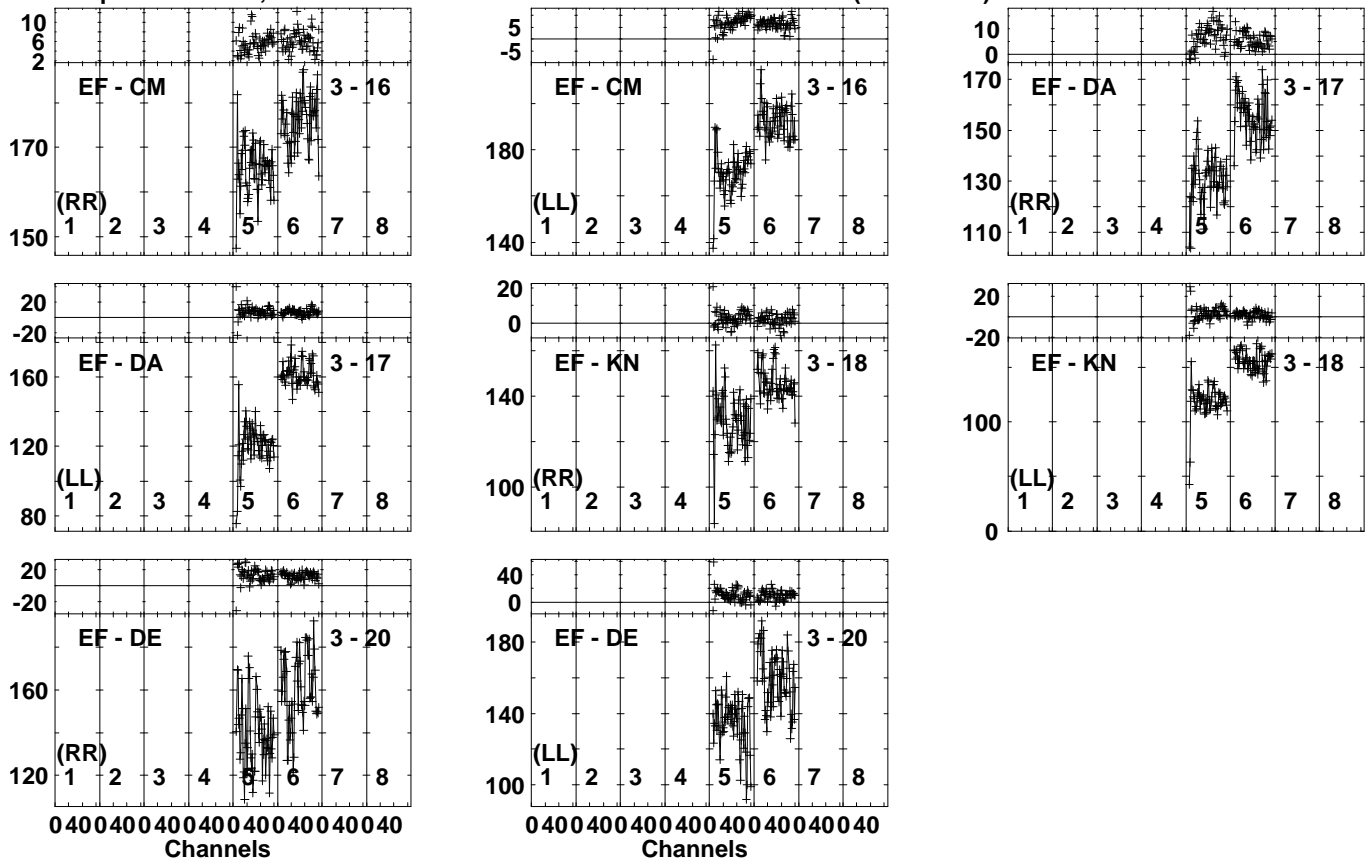 10
6
2
EF - CM 3 - 16
170
(RR)
1 2 3 4 5 6 7 8
150
5
-5
EF - CM 3 - 16
180
(LL)
1 2 3 4 5 6 7 8
140
10
0
170 EF - DA 3 - 17
150
130
(RR)
1 2 3 4 5 6 7 8
110
20
-20
EF - DA 3 - 17
160
120
(LL)
1 2 3 4 5 6 7 8
80
20
0
EF - KN 3 - 18
140
(RR)
100
1 2 3 4 5 6 7 8
20
-20
EF - KN 3 - 18
100
(LL)
1 2 3 4 5 6 7 8
0
20
-20
EF - DE 3 - 20
160
(RR)
120 1 2 3 4 5 6 7 8
0 40 0 40 0 40 0 40 0 40 0 40 0 40 0 40
Channels
40
0
180 EF - DE 3 - 20
140
(LL)
100 1 2 3 4 5 6 7 8
0 40 0 40 0 40 0 40 0 40 0 40 0 40 0 40
Channels